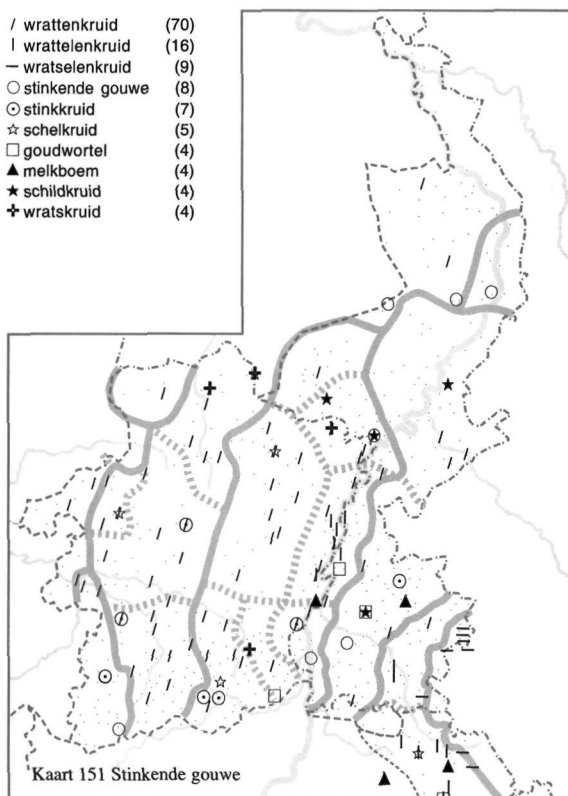 wrattenkruid (70)
wrattelenkruid (16)
wratselenkruid (9)
stinkende gouwe (8)
stinkkruid (7)
schelkruid (5)
goudwortel (4)
melkboem (4)
schildkruid (4)
wratskruid (4)
Kaart 151 Stinkende gouwe